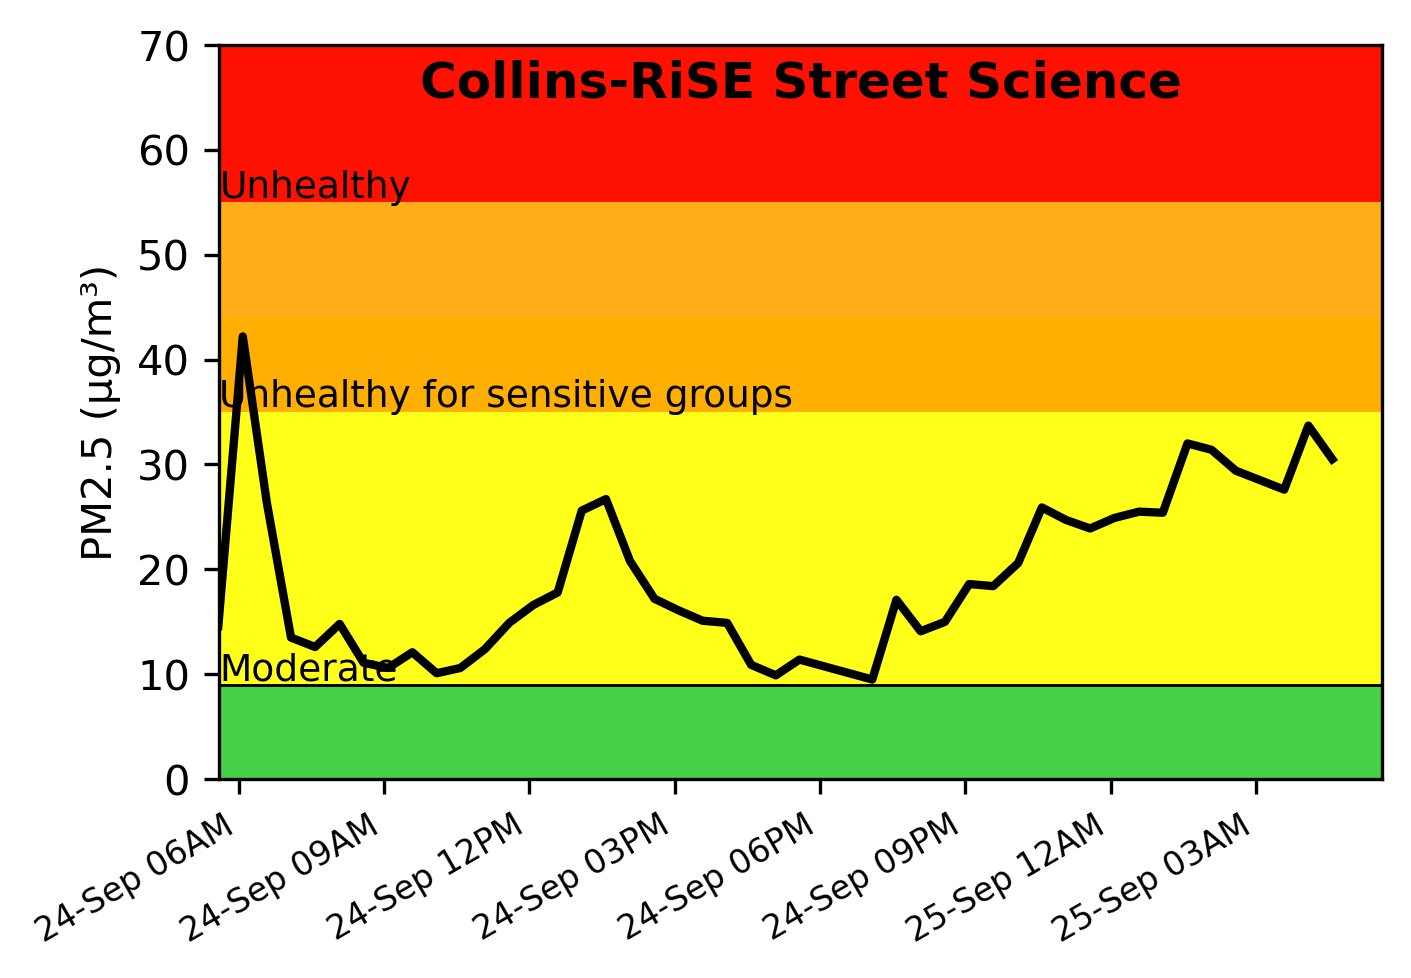 Collins-RiSE Street Science
PM2.5 (µg/m³)
70
60
50
40
30
20
10
0
Unhealthy
Unhealthy for sensitive groups
Moderate
24-Sep 06AM
24-Sep 09AM
24-Sep 12PM
24-Sep 03PM
24-Sep 06PM
24-Sep 09PM
25-Sep 12AM
25-Sep 03AM